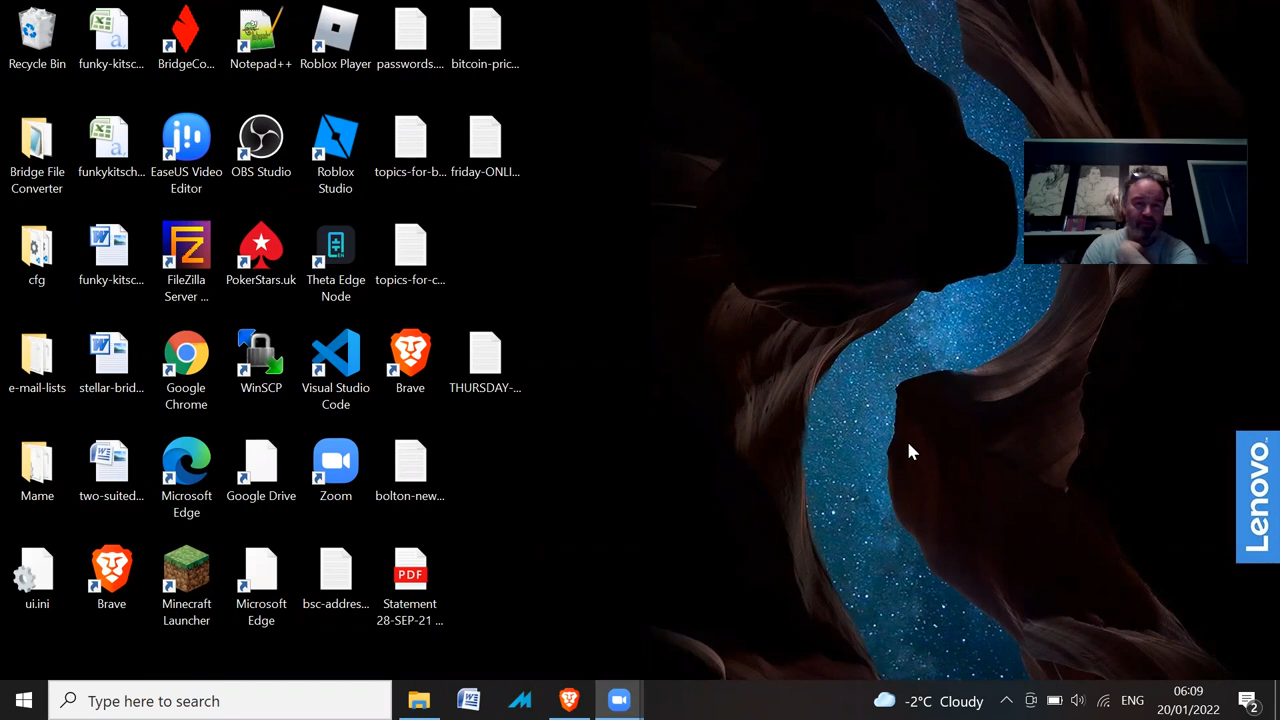 Recycle Bin
funky-kitsc...
BridgeCo...
Notepad++
Roblox Player
passwords....
bitcoin-pric...
Bridge File
Converter
funkykitsch...
EaseUS Video
Editor
OBS Studio
Roblox
Studio
topics-for-b...
friday-ONLI...
cfg
funky-kitsc...
FileZilla
Server ...
PokerStars.uk
Theta Edge
Node
topics-for-c...
e-mail-lists
stellar-brid...
Google
Chrome
WinSCP
Visual Studio
Code
Brave
THURSDAY-...
Mame
two-suited...
Microsoft
Edge
Google Drive
Zoom
bolton-new...
ui.ini
Brave
Minecraft
Launcher
Microsoft
Edge
bsc-addres...
PDF
Statement
28-SEP-21 ...
Lenovo
Type here to search
-2°C Cloudy
ENG
06:09
20/01/2022
2